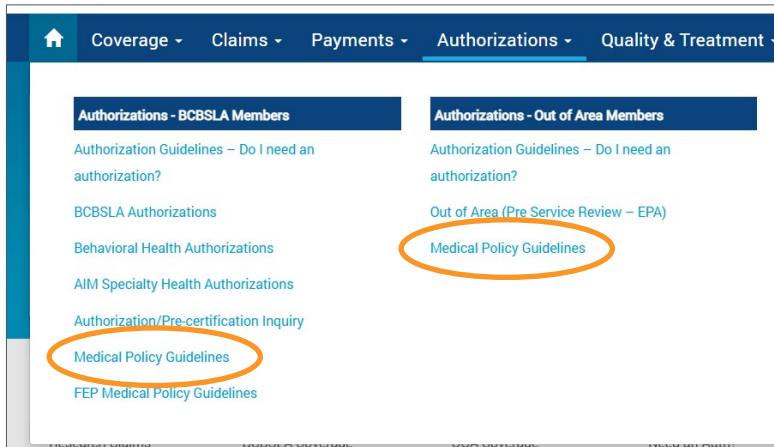 Coverage Claims Payments Authorizations Quality & Treatment
Authorizations - BCBSLA Members
Authorization Guidelines – Do I need an
authorization?
BCBSLA Authorizations
Behavioral Health Authorizations
AIM Specialty Health Authorizations
Authorization/Pre-certification Inquiry
Medical Policy Guidelines
FEP Medical Policy Guidelines
Authorizations - Out of Area Members
Authorization Guidelines – Do I need an
authorization?
Out of Area (Pre Service Review – EPA)
Medical Policy Guidelines